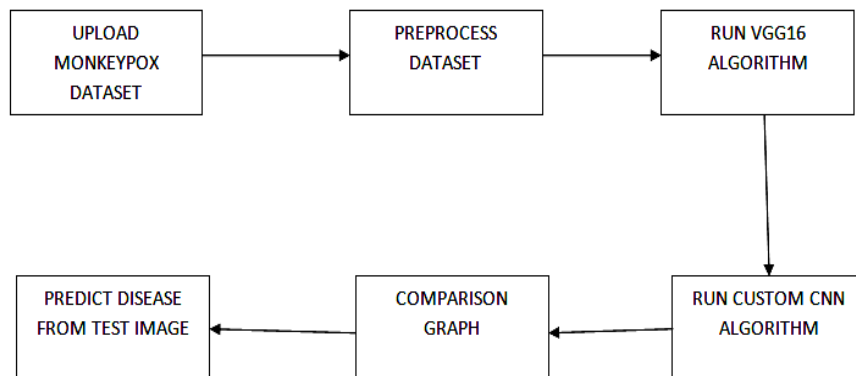 UPLOAD
MONKEYPOX
DATASET
PREPROCESS
DATASET
RUN VGG16
ALGORITHM
RUN CUSTOM CNN
ALGORITHM
COMPARISON
GRAPH
PREDICT DISEASE
FROM TEST IMAGE